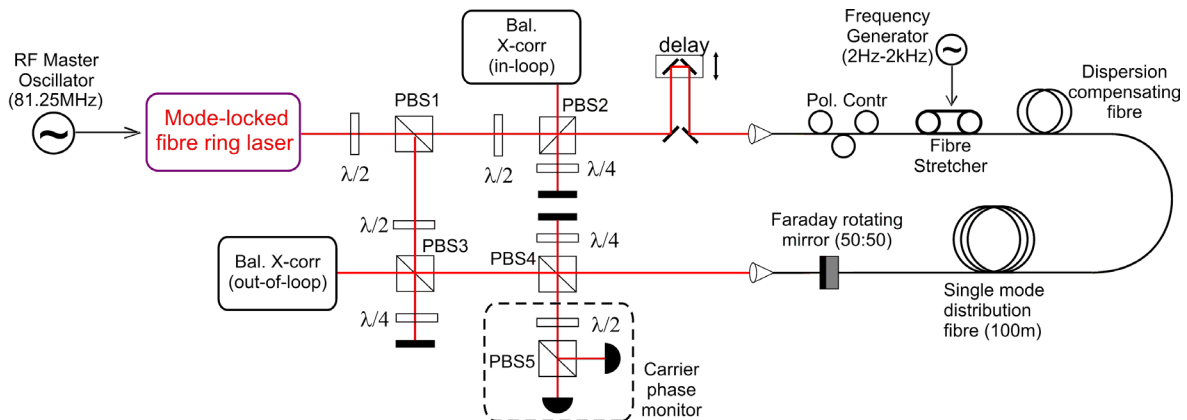 RF Master
Oscillator
(81.25MHz)
~
Mode-locked
fibre ring laser
λ/2
PBS1
λ/2
Bal.
X-corr
(in-loop)
PBS2
λ/4
delay
Pol. Contr
Frequency
Generator
(2Hz-2kHz)
~
Fibre
Stretcher
Dispersion
compensating
fibre
λ/2
PBS3
Bal. X-corr
(out-of-loop)
λ/4
λ/4
PBS4
λ/2
PBS5
Carrier
phase
monitor
Faraday rotating
mirror (50:50)
Single mode
distribution
fibre (100m)